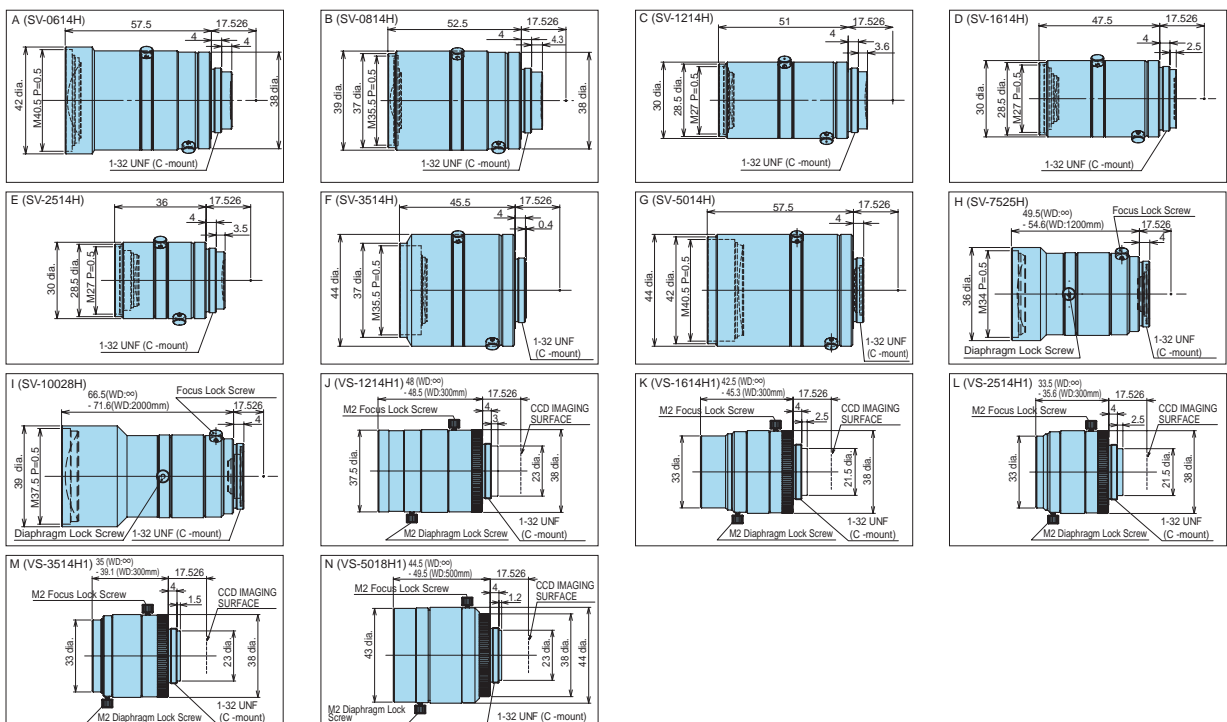 A (SV-0614H)
57.5
17.526
4
4
42 dia.
M40.5 P=0.5
38 dia.
1-32 UNF (C -mount)
B (SV-0814H)
52.5
17.526
4
4.3
39 dia.
37 dia.
M35.5 P=0.5
38 dia.
1-32 UNF (C -mount)
C (SV-1214H)
51
17.526
4
3.6
30 dia.
28.5 dia.
M27 P=0.5
1-32 UNF (C -mount)
D (SV-1614H)
47.5
17.526
4
2.5
30 dia.
28.5 dia.
M27 P=0.5
1-32 UNF (C -mount)
E (SV-2514H)
36
17.526
4
3.5
30 dia.
28.5 dia.
M27 P=0.5
1-32 UNF (C -mount)
F (SV-3514H)
45.5
17.526
4
0.4
44 dia.
37 dia.
M35.5 P=0.5
1-32 UNF
(C -mount)
G (SV-5014H)
57.5
17.526
4
44 dia.
42 dia.
M40.5 P=0.5
1-32 UNF
(C -mount)
H (SV-7525H)
49.5(WD:∞)
- 54.6(WD:1200mm)
Focus Lock Screw
17.526
4
36 dia.
M34 P=0.5
Diaphragm Lock Screw
1-32 UNF
(C -mount)
I (SV-10028H)
66.5(WD:∞)
- 71.6(WD:2000mm)
Focus Lock Screw
17.526
4
39 dia.
M37.5 P=0.5
Diaphragm Lock Screw
1-32 UNF (C -mount)
J (VS-1214H1) 48 (WD:∞)
- 48.5 (WD:300mm)
17.526
M2 Focus Lock Screw
4
3
CCD IMAGING
SURFACE
37.5 dia.
23 dia.
38 dia.
M2 Diaphragm Lock Screw
1-32 UNF
(C -mount)
K (VS-1614H1) 42.5 (WD:∞)
- 45.3 (WD:300mm)
17.526
M2 Focus Lock Screw
4
2.5
CCD IMAGING
SURFACE
33 dia.
21.5 dia.
38 dia.
M2 Diaphragm Lock Screw
1-32 UNF
(C -mount)
L (VS-2514H1) 33.5 (WD:∞)
- 35.6 (WD:300mm)
17.526
M2 Focus Lock Screw
4
2.5
CCD IMAGING
SURFACE
33 dia.
21.5 dia.
38 dia.
M2 Diaphragm Lock Screw
1-32 UNF
(C -mount)
M (VS-3514H1) 35 (WD:∞)
- 39.1 (WD:300mm)
17.526
M2 Focus Lock Screw
4
1.5
CCD IMAGING
SURFACE
33 dia.
23 dia.
38 dia.
M2 Diaphragm Lock Screw
1-32 UNF
(C -mount)
N (VS-5018H1) 44.5 (WD:∞)
- 49.5 (WD:500mm)
17.526
M2 Focus Lock Screw
4
1.2
CCD IMAGING
SURFACE
43 dia.
23 dia.
38 dia.
44 dia.
M2 Diaphragm Lock
Screw
1-32 UNF (C -mount)